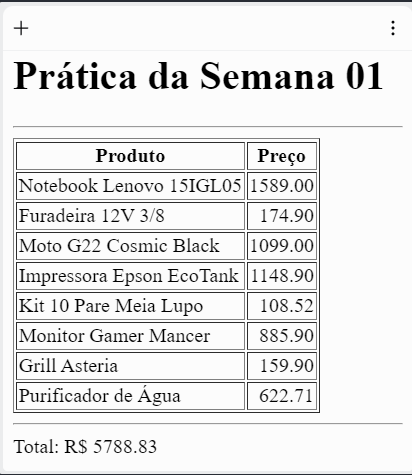 Prática da Semana 01
Produto Preço
Notebook Lenovo 15IGL05 1589.00
Furadeira 12V 3/8 174.90
Moto G22 Cosmic Black 1099.00
Impressora Epson EcoTank 1148.90
Kit 10 Pare Meia Lupo 108.52
Monitor Gamer Mancer 885.90
Grill Asteria 159.90
Purificador de Água 622.71
Total: R$ 5788.83